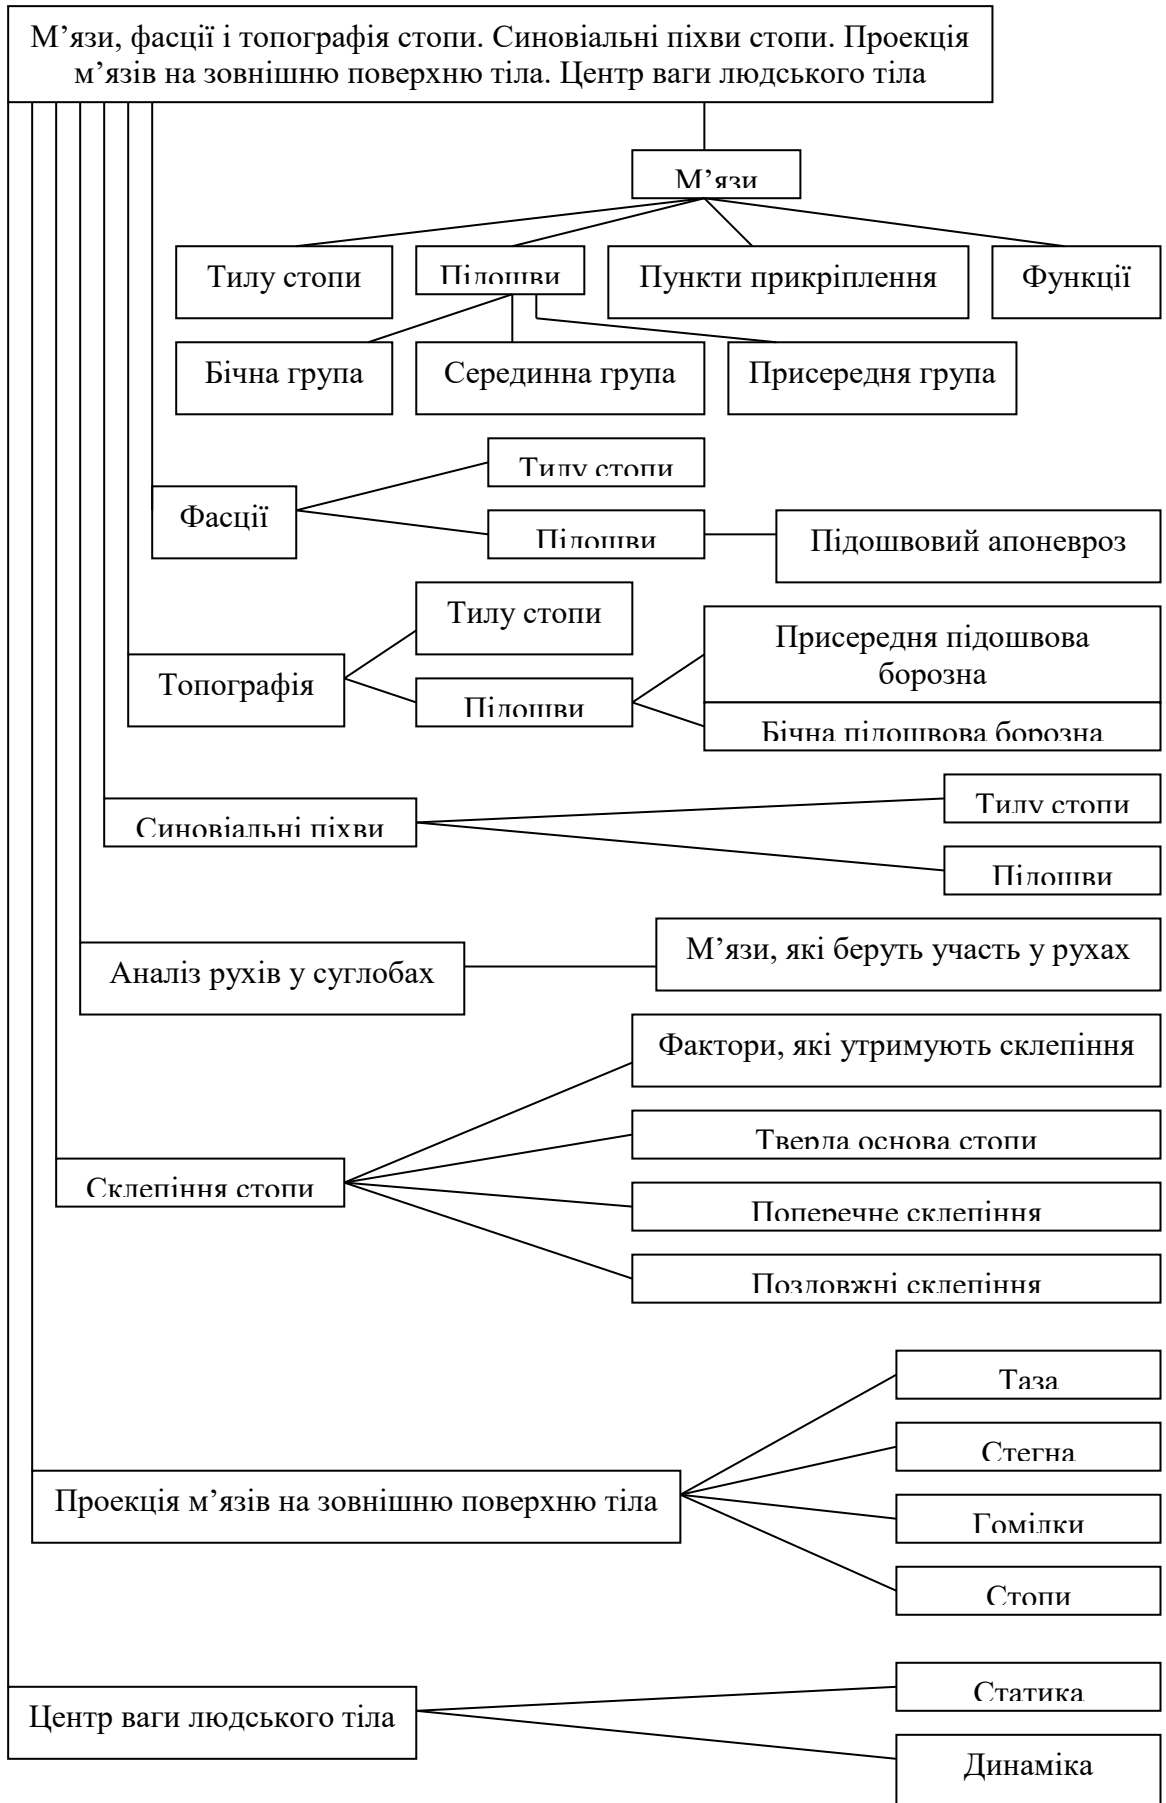 М’язи, фасції і топографія стопи. Синовіальні піхви стопи. Проекція
м’язів на зовнішню поверхню тіла. Центр ваги людського тіла
М’язи
Тилу стопи
Підошви
Пункти прикріплення
Функції
Бічна група
Серединна група
Присередня група
Тилу стопи
Фасції
Підошви
Підошвовий апоневроз
Тилу стопи
Присередня підошвова
борозна
Топографія
Підошви
Бічна підошвова борозна
Тилу стопи
Синовіальні піхви
Підошви
М’язи, які беруть участь у рухах
Аналіз рухів у суглобах
Фактори, які утримують склепіння
Тверда основа стопи
Склепіння стопи
Поперечне склепіння
Поздовжні склепіння
Таза
Стегна
Проекція м’язів на зовнішню поверхню тіла
Гомілки
Стопи
Статика
Центр ваги людського тіла
Динаміка